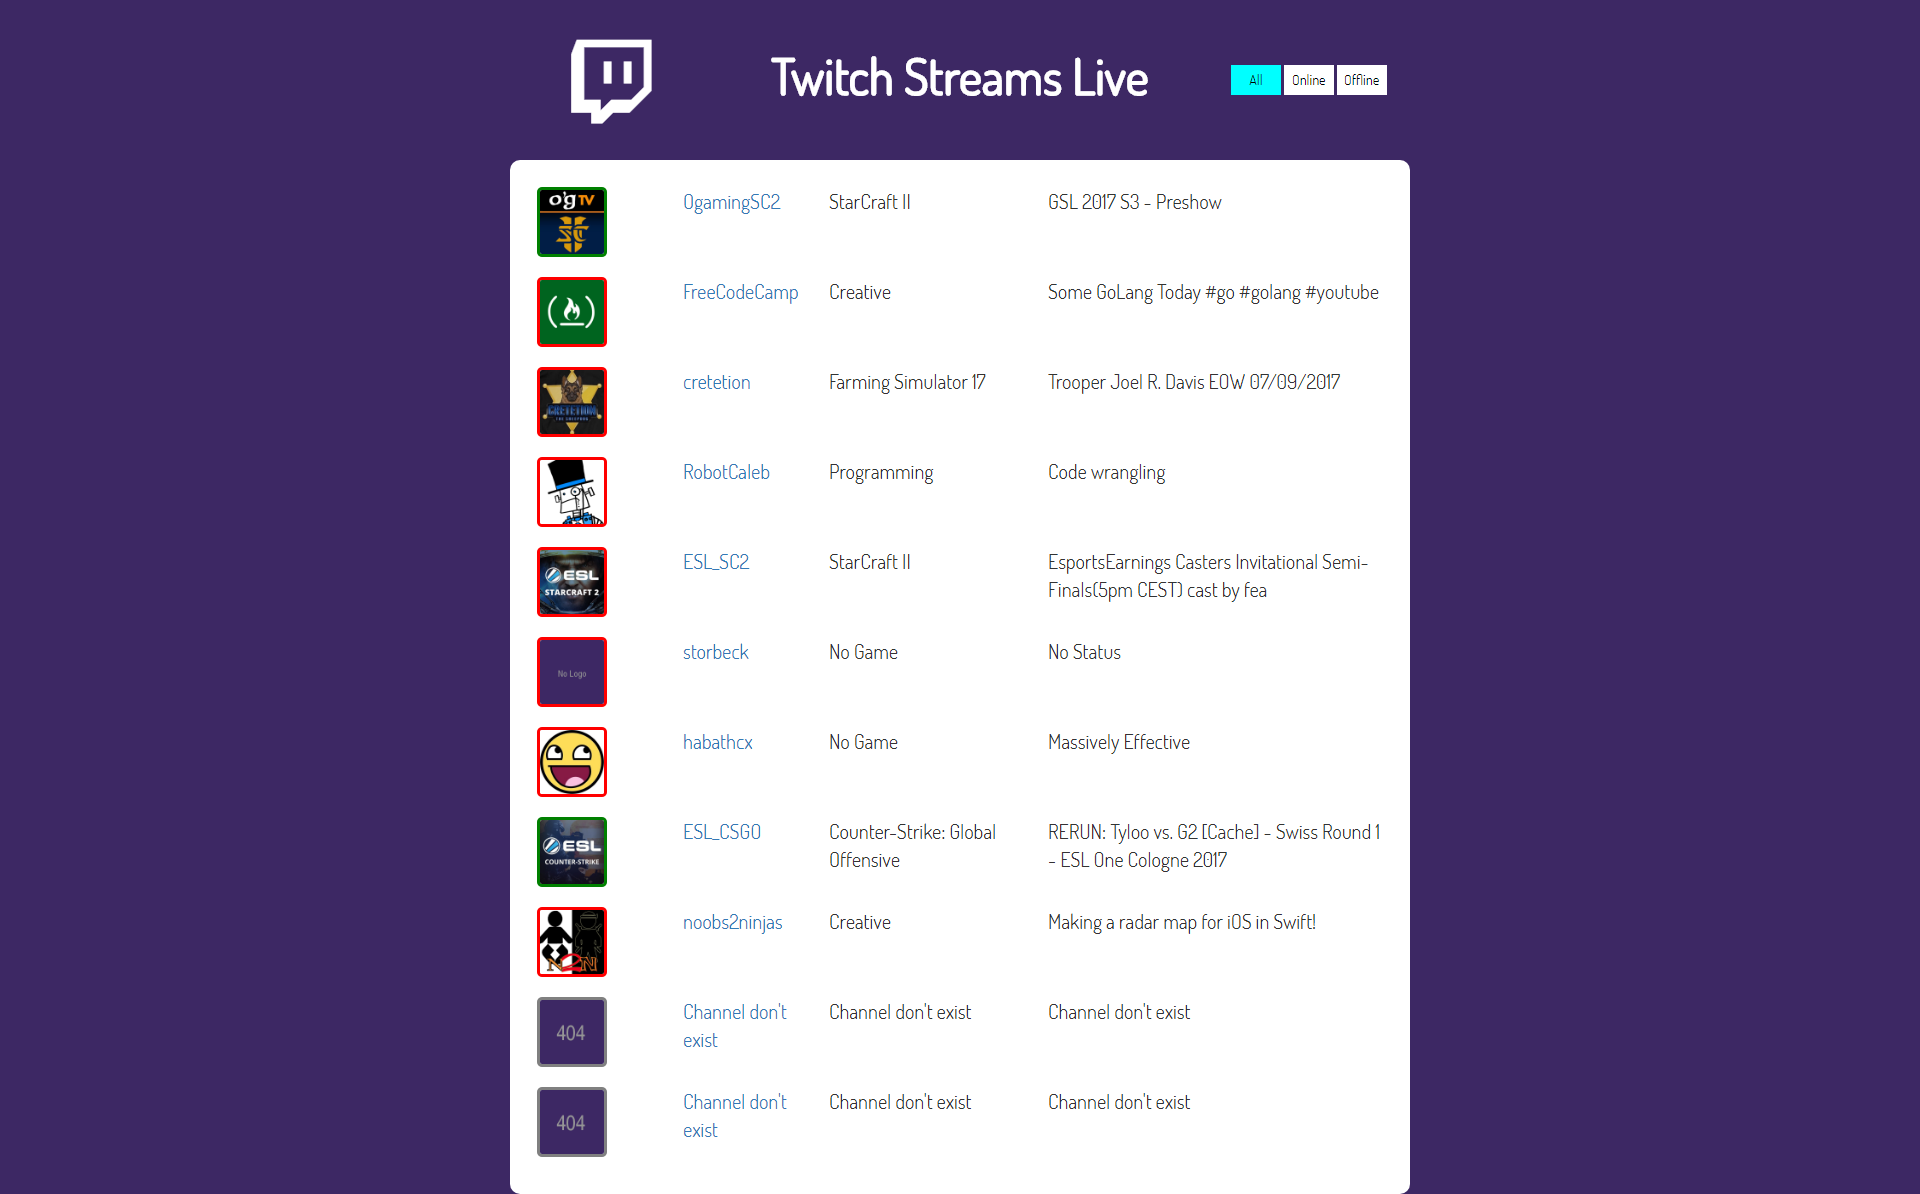 Twitch Streams Live
All
Online
Offline
o'g TV
SC
OgamingSC2
StarCraft II
GSL 2017 S3 - Preshow
FreeCodeCamp
Creative
Some GoLang Today #go #golang #youtube
CRETETION
cretetion
Farming Simulator 17
Trooper Joel R. Davis EOW 07/09/2017
RobotCaleb
Programming
Code wrangling
ESL
STARCRAFT 2
ESL_SC2
StarCraft II
EsportsEarnings Casters Invitational Semi-
Finals(5pm CEST) cast by fea
No Logo
storbeck
No Game
No Status
habathcx
No Game
Massively Effective
ESL
COUNTER-STRIKE
ESL_CSGO
Counter-Strike: Global
Offensive
RERUN: Tyloo vs. G2 [Cache] - Swiss Round 1
- ESL One Cologne 2017
N2N
noobs2ninjas
Creative
Making a radar map for iOS in Swift!
404
Channel don't
exist
Channel don't exist
Channel don't exist
404
Channel don't
exist
Channel don't exist
Channel don't exist